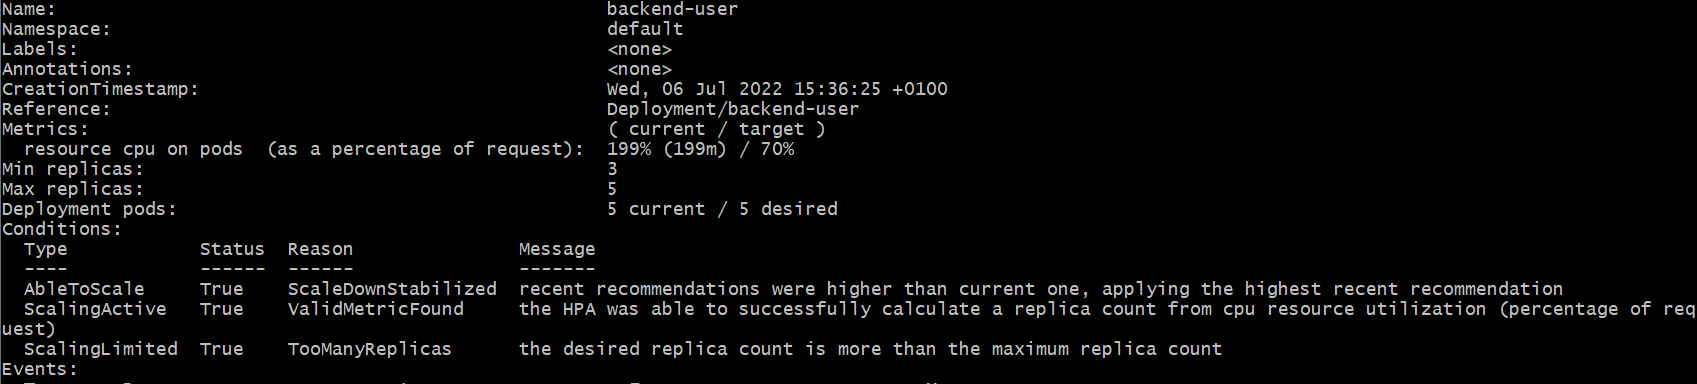 Name: backend-user
Namespace: default
Labels: <none>
Annotations: <none>
CreationTimestamp: Wed, 06 Jul 2022 15:36:25 +0100
Reference: Deployment/backend-user
Metrics: ( current / target )
resource cpu on pods (as a percentage of request): 199% (199m) / 70%
Min replicas: 3
Max replicas: 5
Deployment pods: 5 current / 5 desired
Conditions:
Type Status Reason Message
---- ------ ------ -------
AbleToScale True ScaleDownStabilized recent recommendations were higher than current one, applying the highest recent recommendation
ScalingActive True ValidMetricFound the HPA was able to successfully calculate a replica count from cpu resource utilization (percentage of req
uest)
ScalingLimited True TooManyReplicas the desired replica count is more than the maximum replica count
Events: